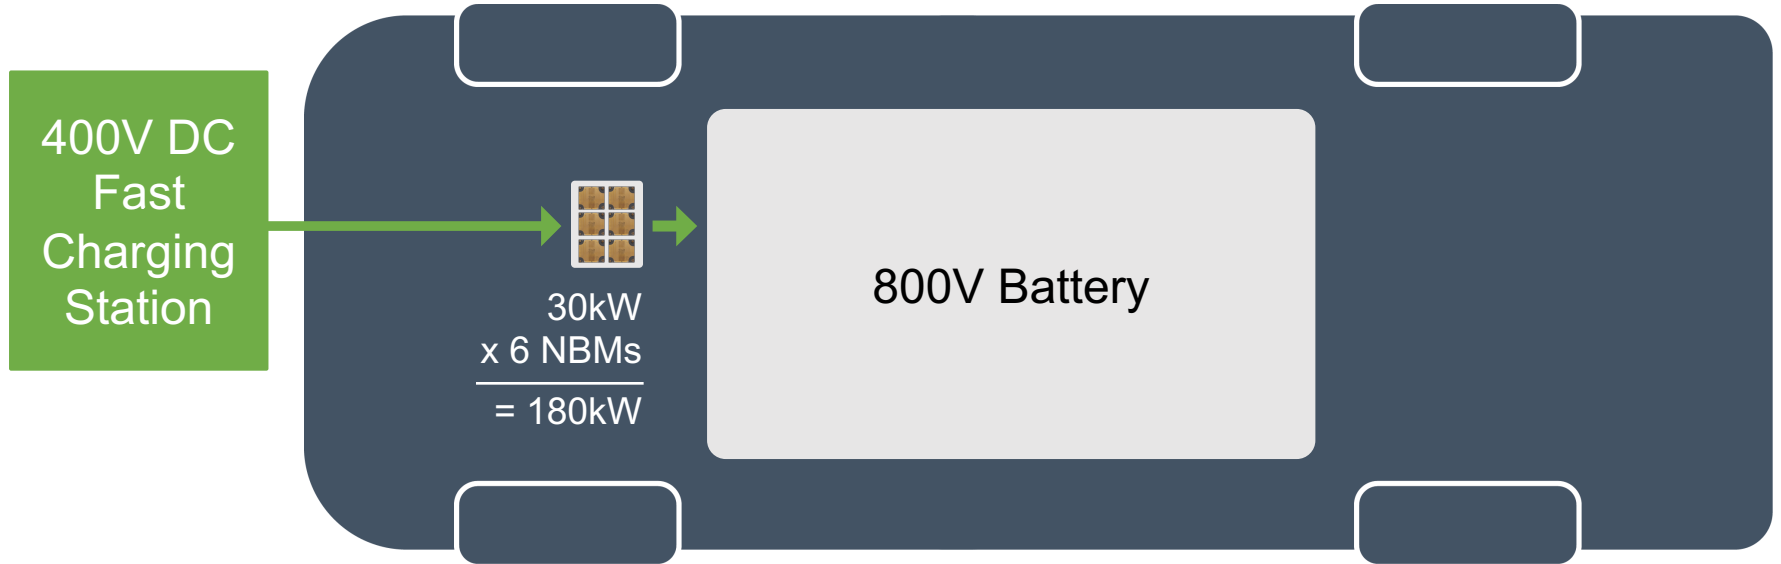 400V DC
Fast
Charging
Station
30kW
x 6 NBMs
= 180kW
800V Battery